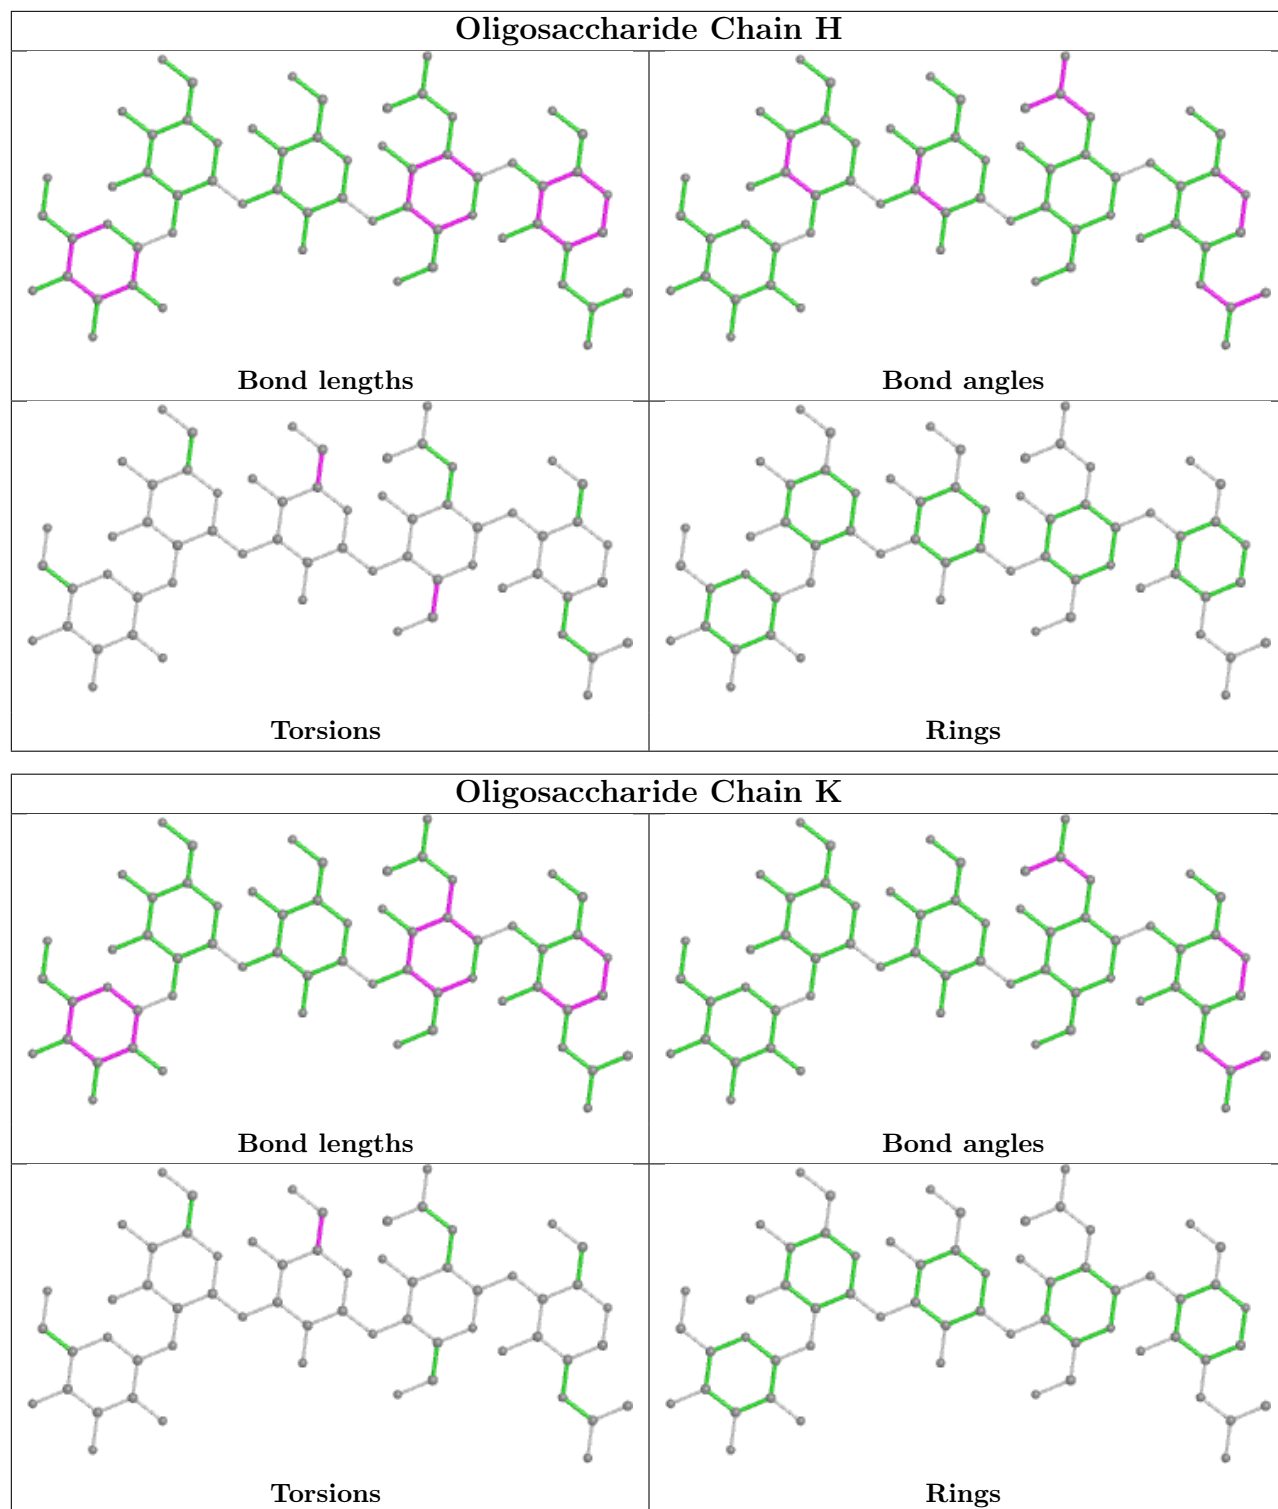 Oligosaccharide Chain H
Bond lengths
Bond angles
Torsions
Rings
Oligosaccharide Chain K
Bond lengths
Bond angles
Torsions
Rings